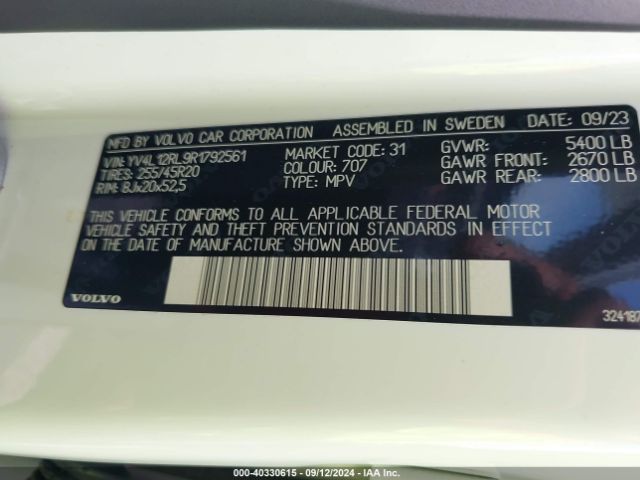 MFD BY VOLVO CAR CORPORATION ASSEMBLED IN SWEDEN DATE: 09/23
VIN: YV4L12RL9R1792561 MARKET CODE: 31 GVWR: 5400 LB
TIRES: 255/45R20 COLOUR: 707 GAWR FRONT: 2670 LB
RIM: 8Jx20x52,5 TYPE: MPV GAWR REAR: 2800 LB
THIS VEHICLE CONFORMS TO ALL APPLICABLE FEDERAL MOTOR
VEHICLE SAFETY AND THEFT PREVENTION STANDARDS IN EFFECT
ON THE DATE OF MANUFACTURE SHOWN ABOVE.
VOLVO
324187
000-40330615 - 09/12/2024 - IAA Inc.